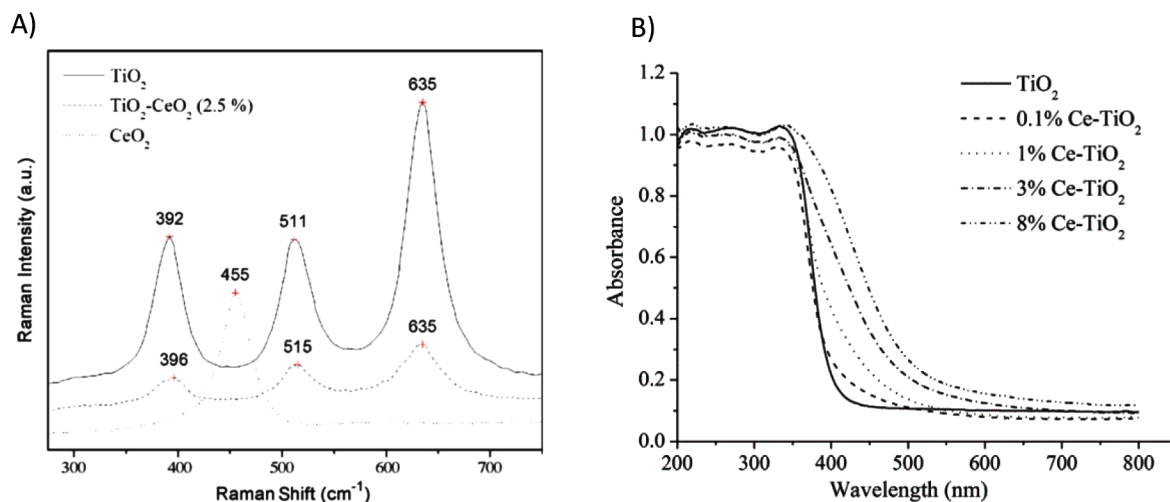 A)
TiO₂
TiO₂-CeO₂ (2.5 %)
CeO₂
635
392
511
455
396
515
635
Raman Intensity (a.u.)
300 400 500 600 700
Raman Shift (cm⁻¹)
B)
1.2
1.0
0.8
0.6
0.4
0.2
0.0
Absorbance
TiO₂
0.1% Ce-TiO₂
1% Ce-TiO₂
3% Ce-TiO₂
8% Ce-TiO₂
200 300 400 500 600 700 800
Wavelength (nm)